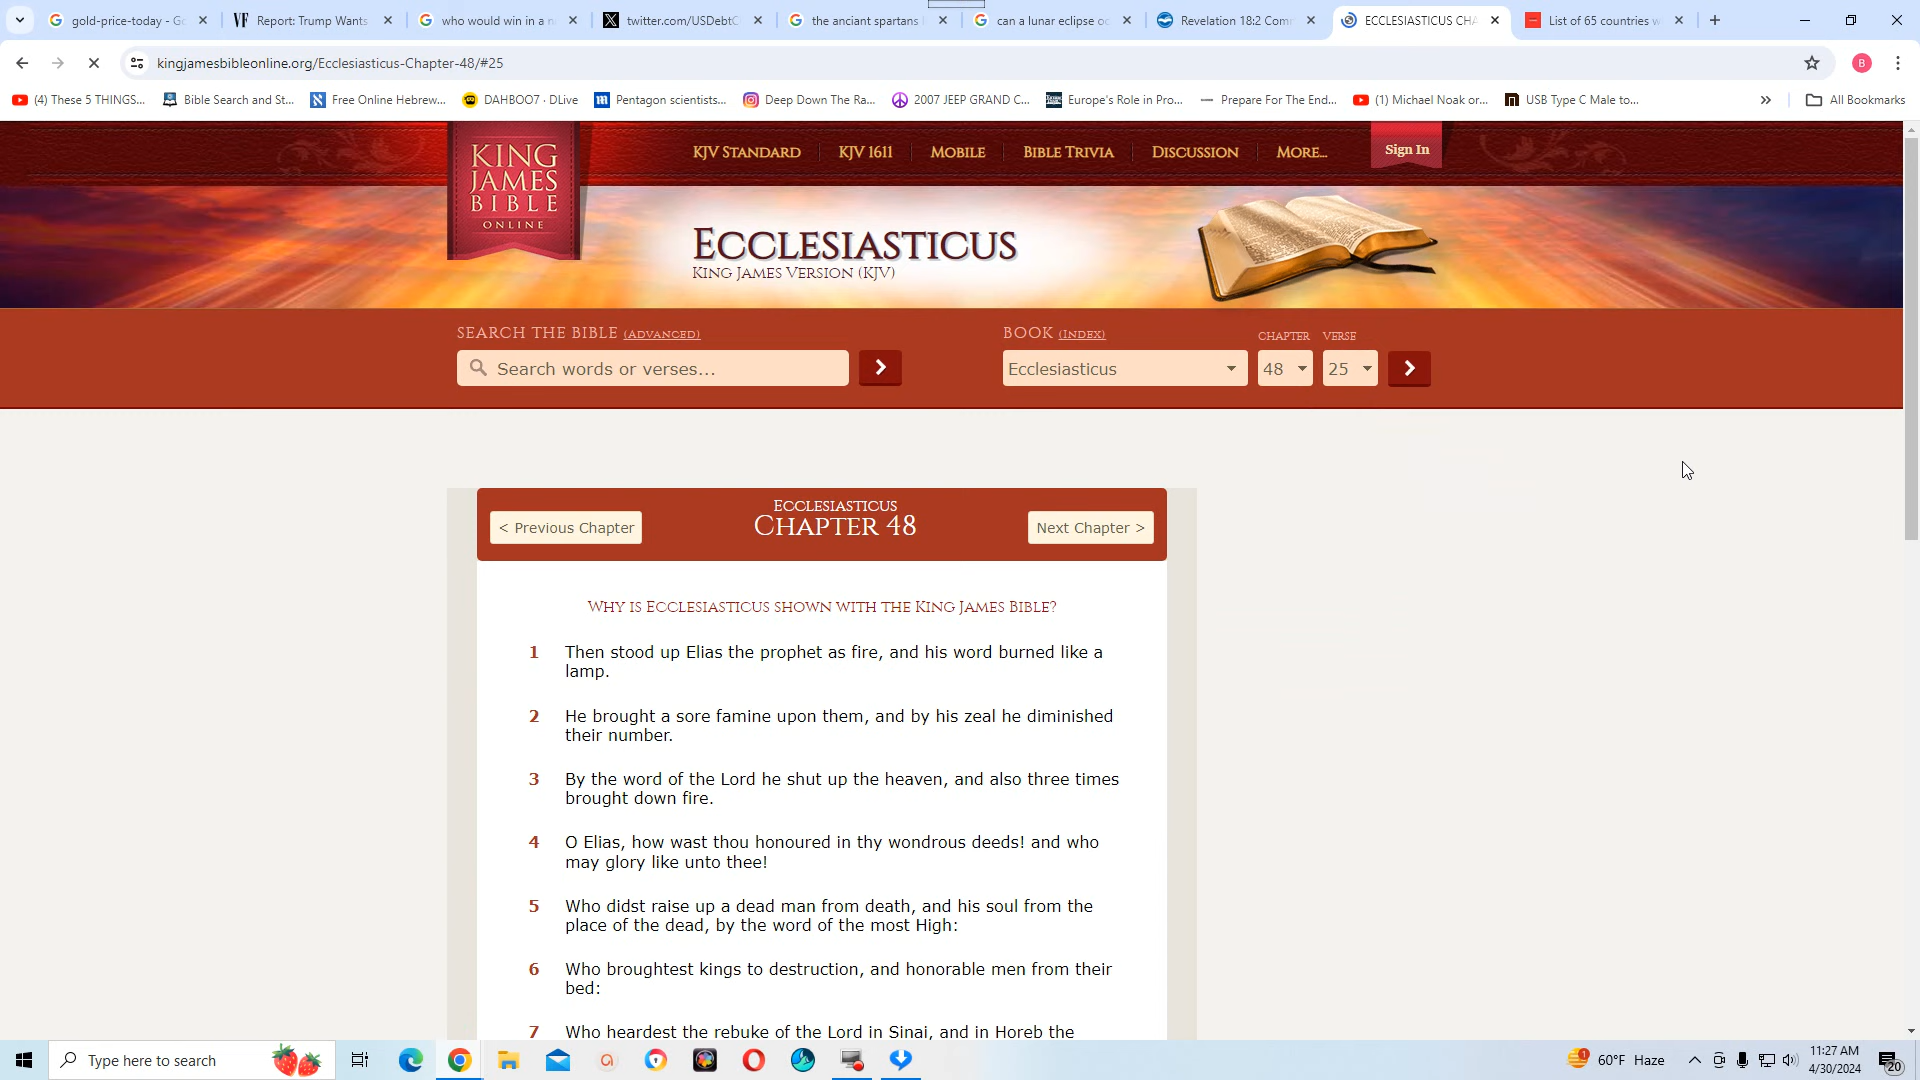 gold-price-today - Go
Report: Trump Wants
who would win in a n
twitter.com/USDebtC
the anciant spartans
can a lunar eclipse oc
Revelation 18:2 Com
ECCLESIASTICUS CHA
List of 65 countries w
kingjamesbibleonline.org/Ecclesiasticus-Chapter-48/#25
B
(4) These 5 THINGS...
Bible Search and St...
Free Online Hebrew...
DAHBOO7 · DLive
Pentagon scientists...
Deep Down The Ra...
2007 JEEP GRAND C...
Europe's Role in Pro...
Prepare For The End...
(1) Michael Noak or...
USB Type C Male to...
All Bookmarks
KING
JAMES
BIBLE
ONLINE
KJV STANDARD
KJV 1611
MOBILE
BIBLE TRIVIA
DISCUSSION
MORE...
Sign In
ECCLESIASTICUS
KING JAMES VERSION (KJV)
SEARCH THE BIBLE (ADVANCED)
BOOK (INDEX)
CHAPTER
VERSE
Search words or verses...
Ecclesiasticus
48
25
ECCLESIASTICUS
CHAPTER 48
< Previous Chapter
Next Chapter >
WHY IS ECCLESIASTICUS SHOWN WITH THE KING JAMES BIBLE?
1 Then stood up Elias the prophet as fire, and his word burned like a
lamp.
2 He brought a sore famine upon them, and by his zeal he diminished
their number.
3 By the word of the Lord he shut up the heaven, and also three times
brought down fire.
4 O Elias, how wast thou honoured in thy wondrous deeds! and who
may glory like unto thee!
5 Who didst raise up a dead man from death, and his soul from the
place of the dead, by the word of the most High:
6 Who broughtest kings to destruction, and honorable men from their
bed:
7 Who heardest the rebuke of the Lord in Sinai, and in Horeb the
Type here to search
1
60°F Haze
11:27 AM
4/30/2024
20